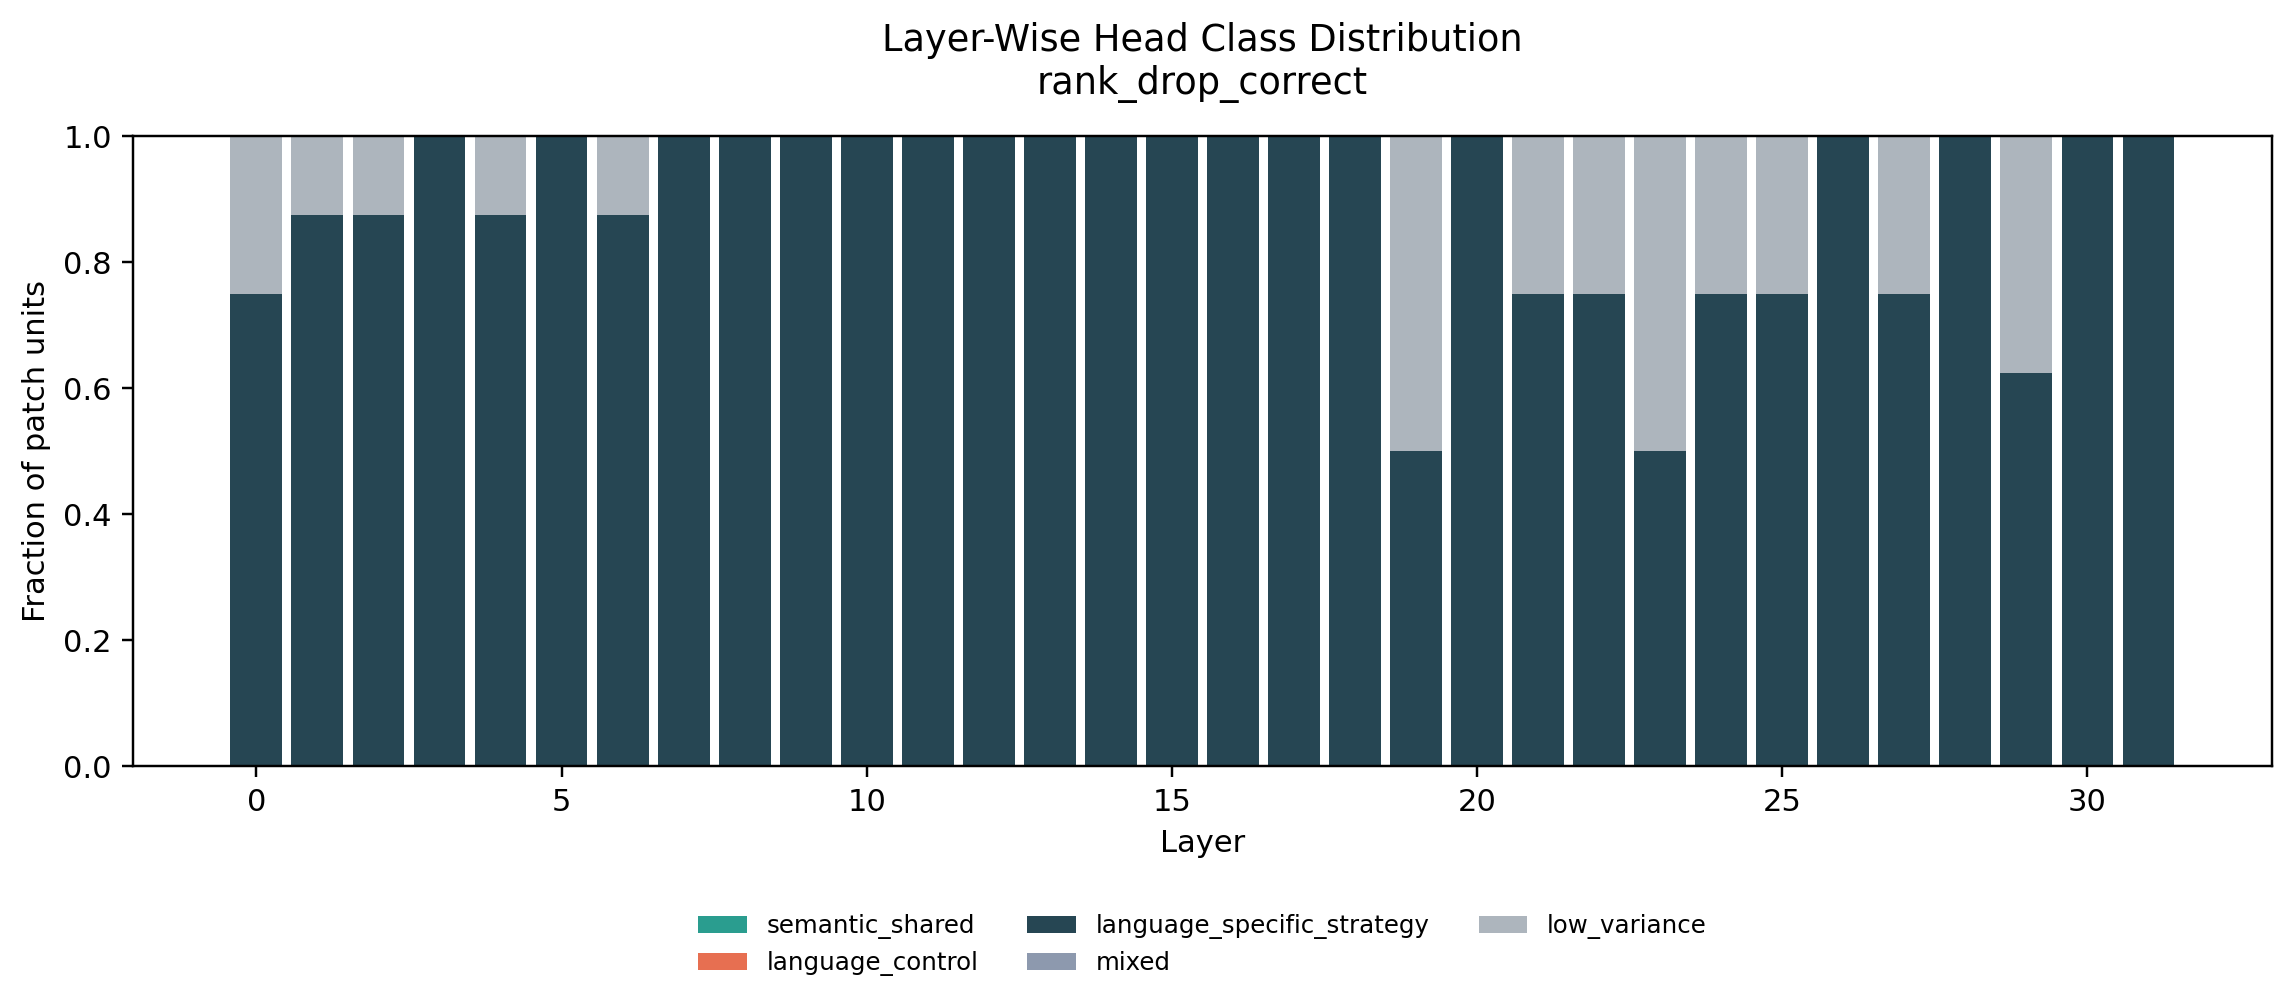 Layer-Wise Head Class Distribution
rank_drop_correct
Fraction of patch units
1.0
0.8
0.6
0.4
0.2
0.0
0 5 10 15 20 25 30
Layer
semantic_shared language_specific_strategy low_variance
language_control mixed